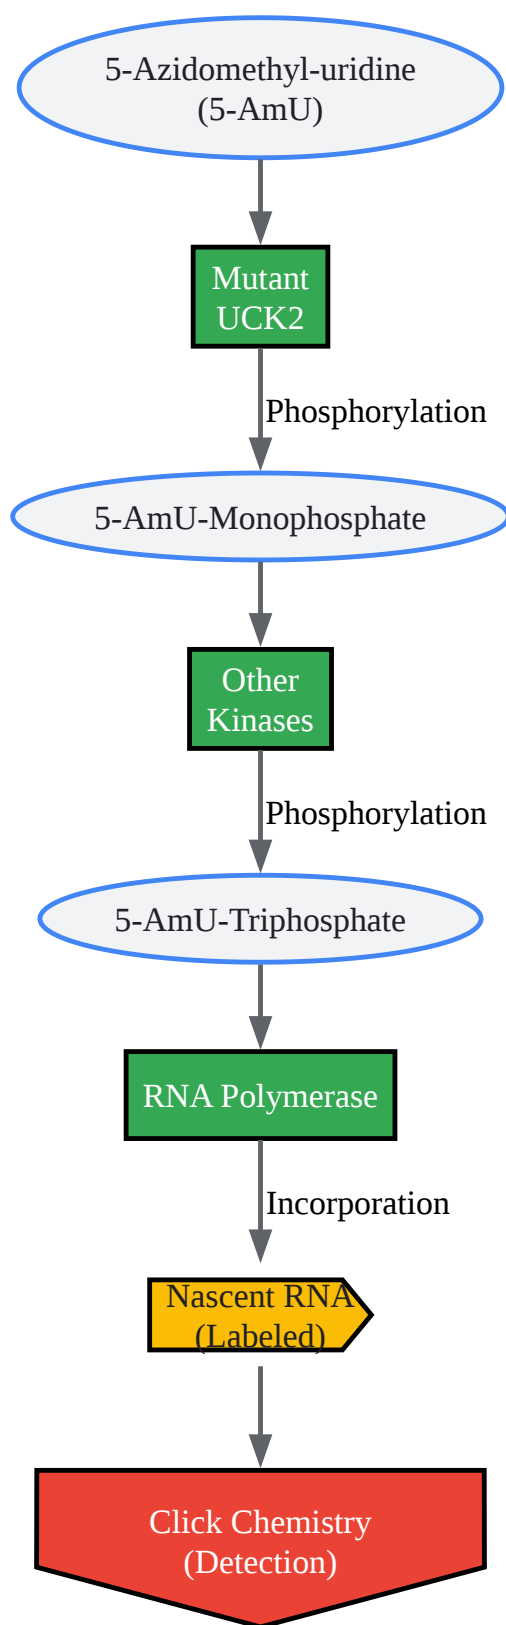 5-Azidomethyl-uridine
(5-AmU)
Mutant
UCK2
Phosphorylation
5-AmU-Monophosphate
Other
Kinases
Phosphorylation
5-AmU-Triphosphate
RNA Polymerase
Incorporation
Nascent RNA
(Labeled)
Click Chemistry
(Detection)